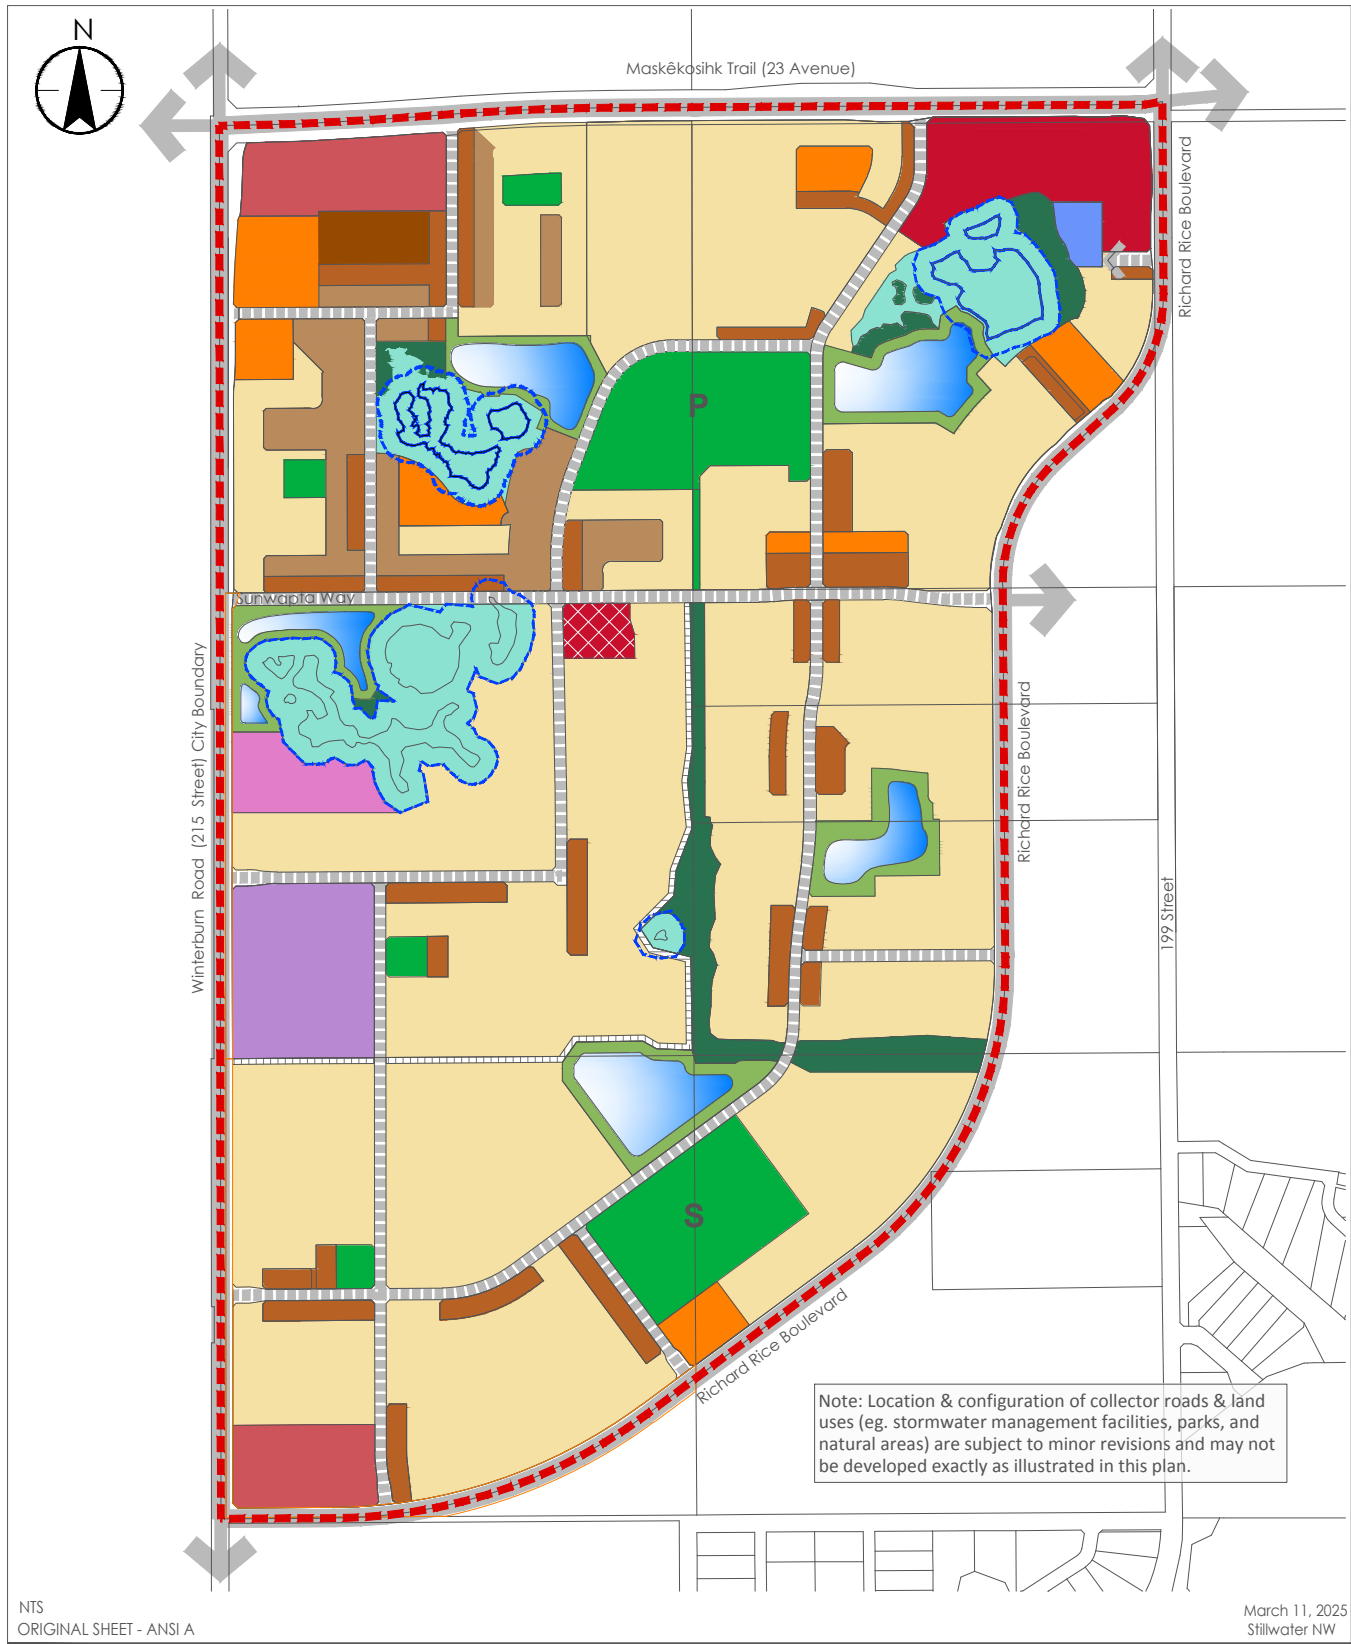 N
Maskêkosihk Trail (23 Avenue)
Richard Rice Boulevard
P
Sunwapta Way
Winterburn Road (215 Street) City Boundary
Richard Rice Boulevard
199 Street
S
Richard Rice Boulevard
Note: Location & configuration of collector roads & land
uses (eg. stormwater management facilities, parks, and
natural areas) are subject to minor revisions and may not
be developed exactly as illustrated in this plan.
NTS
ORIGINAL SHEET - ANSI A
March 11, 2025
Stillwater NW